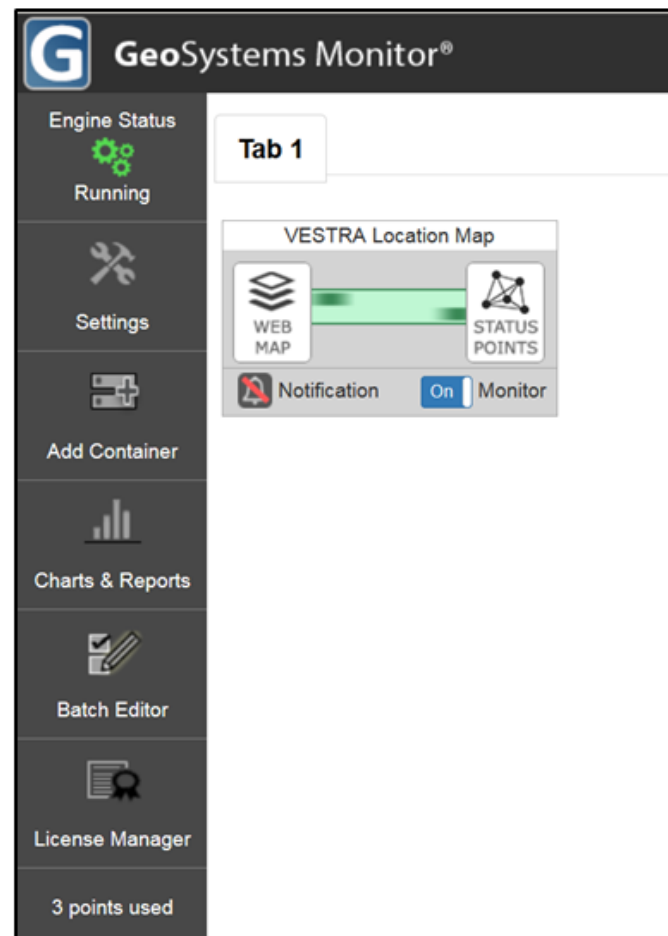 G GeoSystems Monitor®
Engine Status
Running
Settings
Add Container
Charts & Reports
Batch Editor
License Manager
3 points used
Tab 1
VESTRA Location Map
WEB
MAP
STATUS
POINTS
Notification
On Monitor